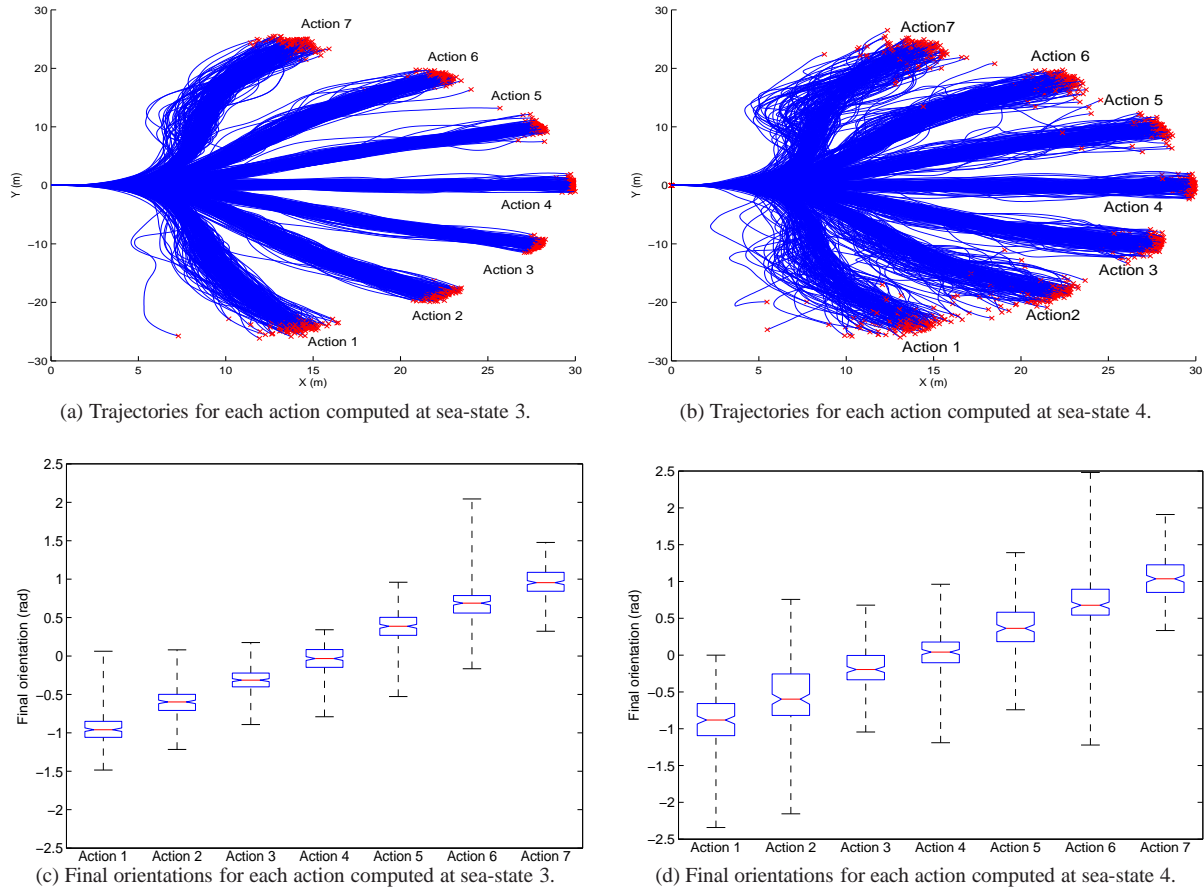 30
20
10
0
−10
−20
−30
0 5 10 15 20 25 30
Y (m)
X (m)
Action 7
Action 6
Action 5
Action 4
Action 3
Action 2
Action 1
(a) Trajectories for each action computed at sea-state 3.
30
20
10
0
−10
−20
−30
0 5 10 15 20 25 30
Y (m)
X (m)
Action7
Action 6
Action 5
Action 4
Action 3
Action2
Action 1
(b) Trajectories for each action computed at sea-state 4.
2.5
2
1.5
1
0.5
0
−0.5
−1
−1.5
−2
−2.5
Final orientation (rad)
Action 1 Action 2 Action 3 Action 4 Action 5 Action 6 Action 7
(c) Final orientations for each action computed at sea-state 3.
2.5
2
1.5
1
0.5
0
−0.5
−1
−1.5
−2
−2.5
Final orientation (rad)
Action 1 Action 2 Action 3 Action 4 Action 5 Action 6 Action 7
(d) Final orientations for each action computed at sea-state 4.